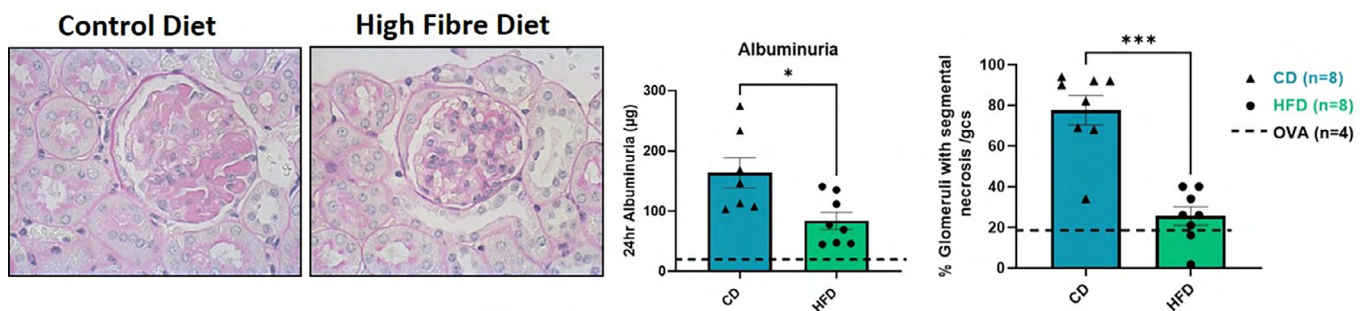 Control Diet
High Fibre Diet
Albuminuria
*
300
200
100
0
24hr Albuminuria (µg)
CD
HFD
***
100
80
60
40
20
0
% Glomeruli with segmental
necrosis /gcs
CD
HFD
CD (n=8)
HFD (n=8)
OVA (n=4)